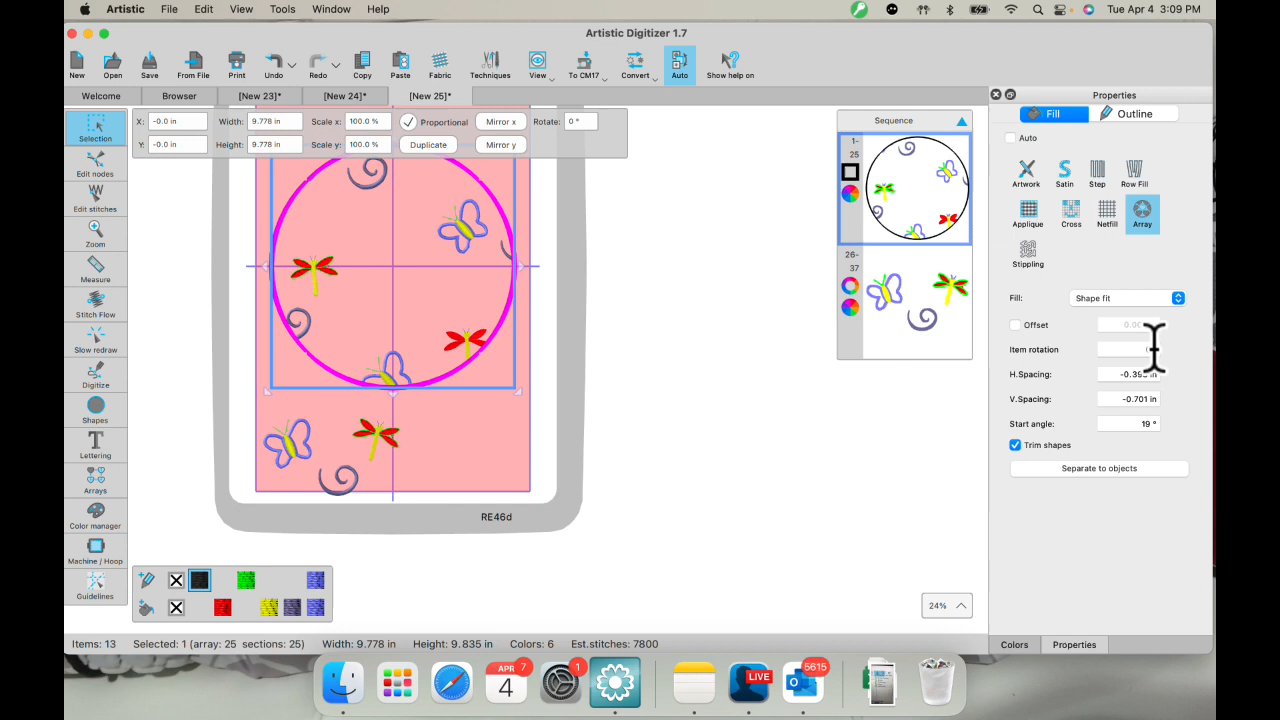 Artistic File Edit View Tools Window Help Tue Apr 4 3:09 PM
Artistic Digitizer 1.7
New Open Save From File Print Undo Redo Copy Paste Fabric Techniques View To CM17 Convert Auto Show help on
Welcome Browser [New 23]* [New 24]* [New 25]*
X: -0.0 in Width: 9.778 in Scale x: 100.0 % Proportional Mirror x Rotate: 0 °
Y: -0.0 in Height: 9.778 in Scale y: 100.0 % Duplicate Mirror y
Selection
Edit nodes
Edit stitches
Zoom
Measure
Stitch Flow
Slow redraw
Digitize
Shapes
T
Lettering
Arrays
Color manager
Machine / Hoop
Guidelines
RE46d
Sequence
1-
25
26-
37
24%
Properties
Fill Outline
Auto
Artwork Satin Step Row Fill
Applique Cross Netfill Array
Stippling
Fill: Shape fit
Offset
Item rotation
H.Spacing:
V.Spacing: -0.701 in
Start angle: 19 °
Trim shapes
Separate to objects
Colors Properties
Items: 13 Selected: 1 (array: 25 sections: 25) Width: 9.778 in Height: 9.835 in Colors: 6 Est.stitches: 7800
APR 7
4
1
LIVE
5615